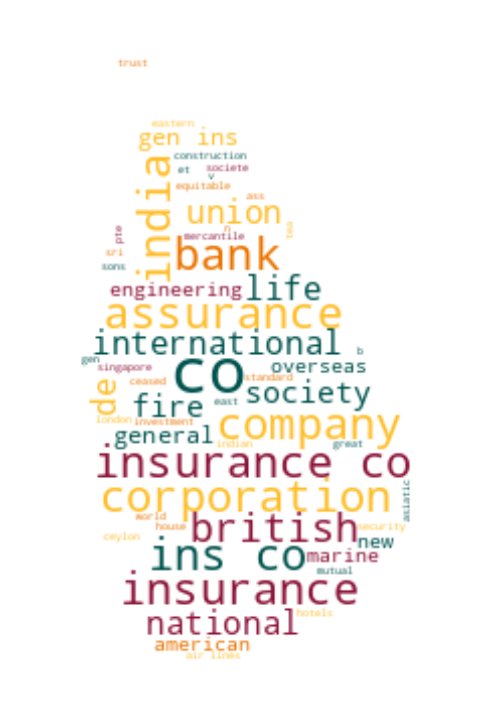 trust
eastern
gen ins
construction
et
societe
v
equitable
india
ass
union
n
tea
pte
mercantile
sri
bank
sons
engineering
life
assurance
international
b
gen
singapore
co
overseas
ceased
standard
de
society
east
fire
london
investment
company
general
indian
great
insurance co
corporation
asiatic
world
house
british
security
ceylon
new
ins co
marine
mutual
insurance
hotels
national
american
air lines